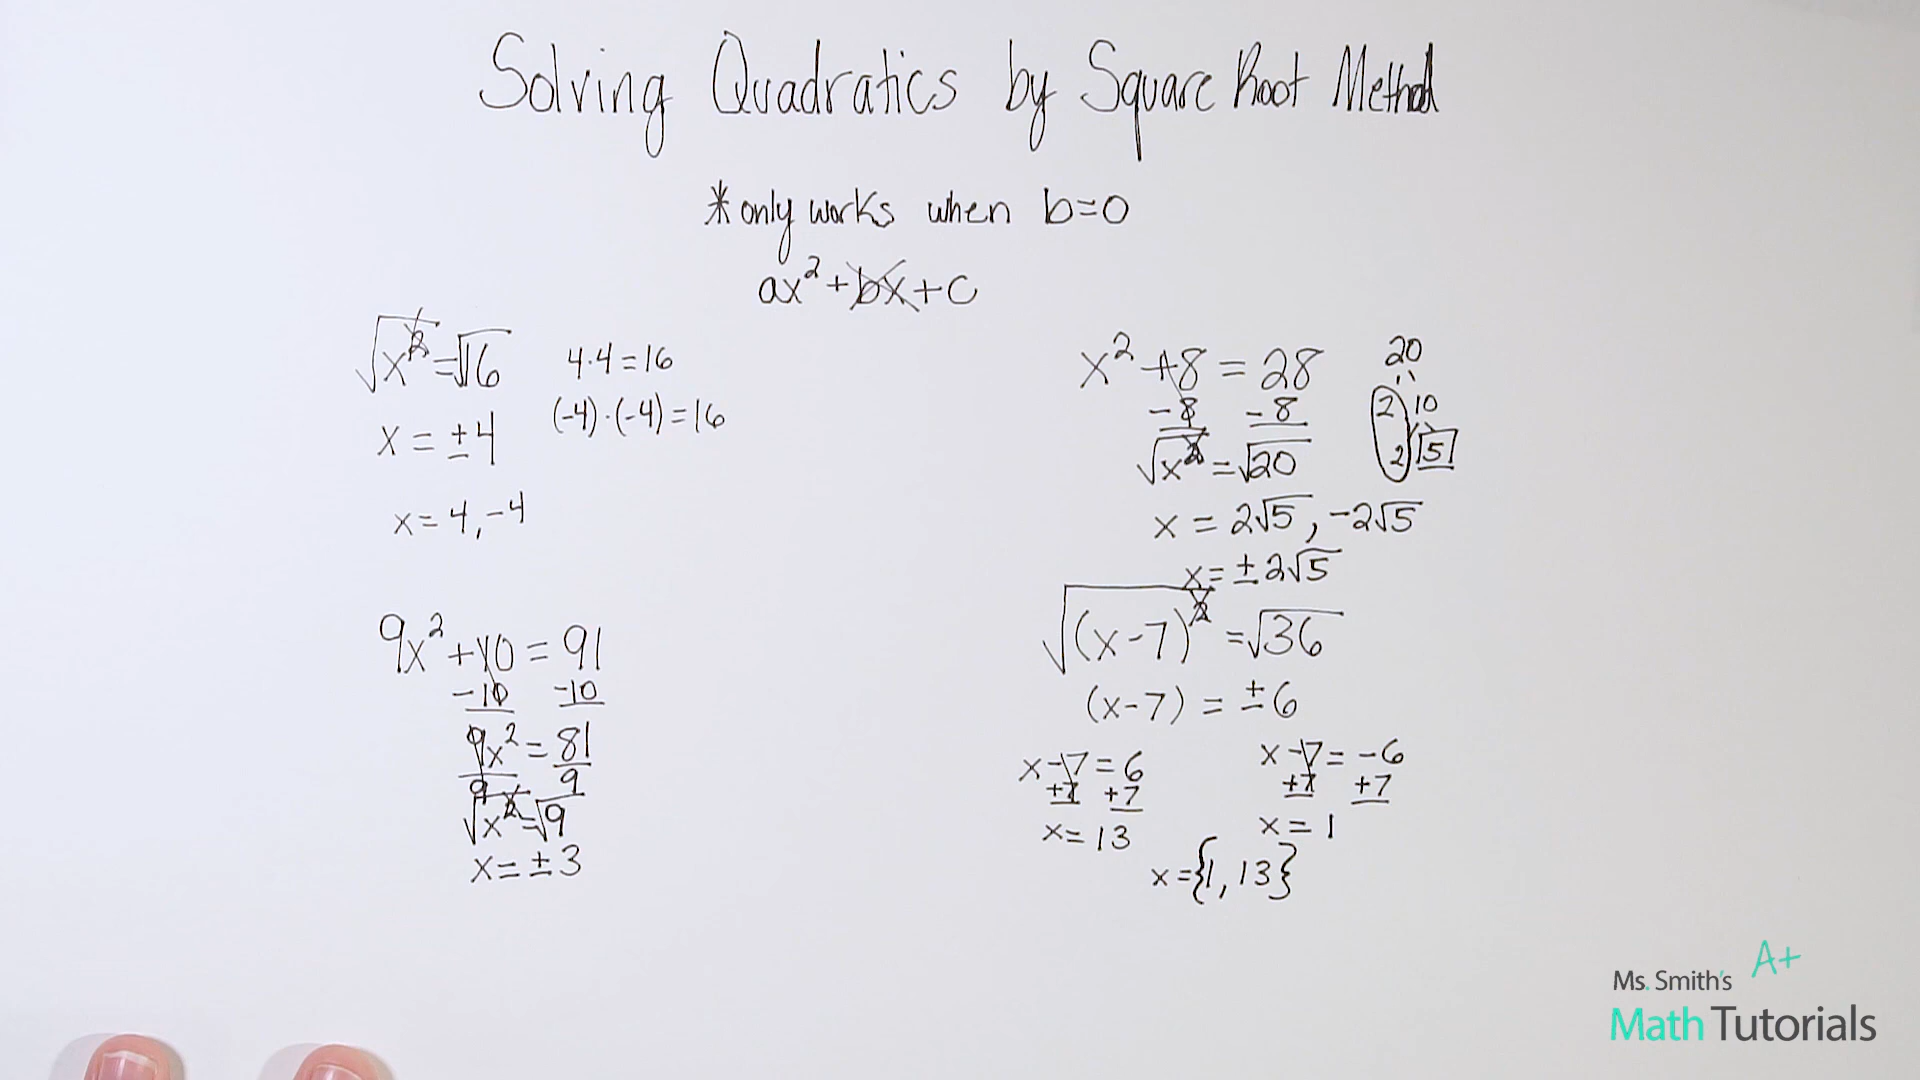 Solving Quadratics by Square Root Method
*only works when b=0
ax²+bx+c
√x²=√16
4·4=16
(-4)·(-4)=16
x=±4
x=4,-4
x²+8=28
-8 -8
√x²=√20
x=2√5,-2√5
x=±2√5
20
2 10
2 5
9x²+10=91
-10 -10
9x²=81
9 9
√x²=√9
x=±3
√(x-7)²=√36
(x-7)=±6
x-7=6
+7 +7
x=13
x-7=-6
+7 +7
x=1
x={1,13}
A+
Ms. Smith's
Math Tutorials